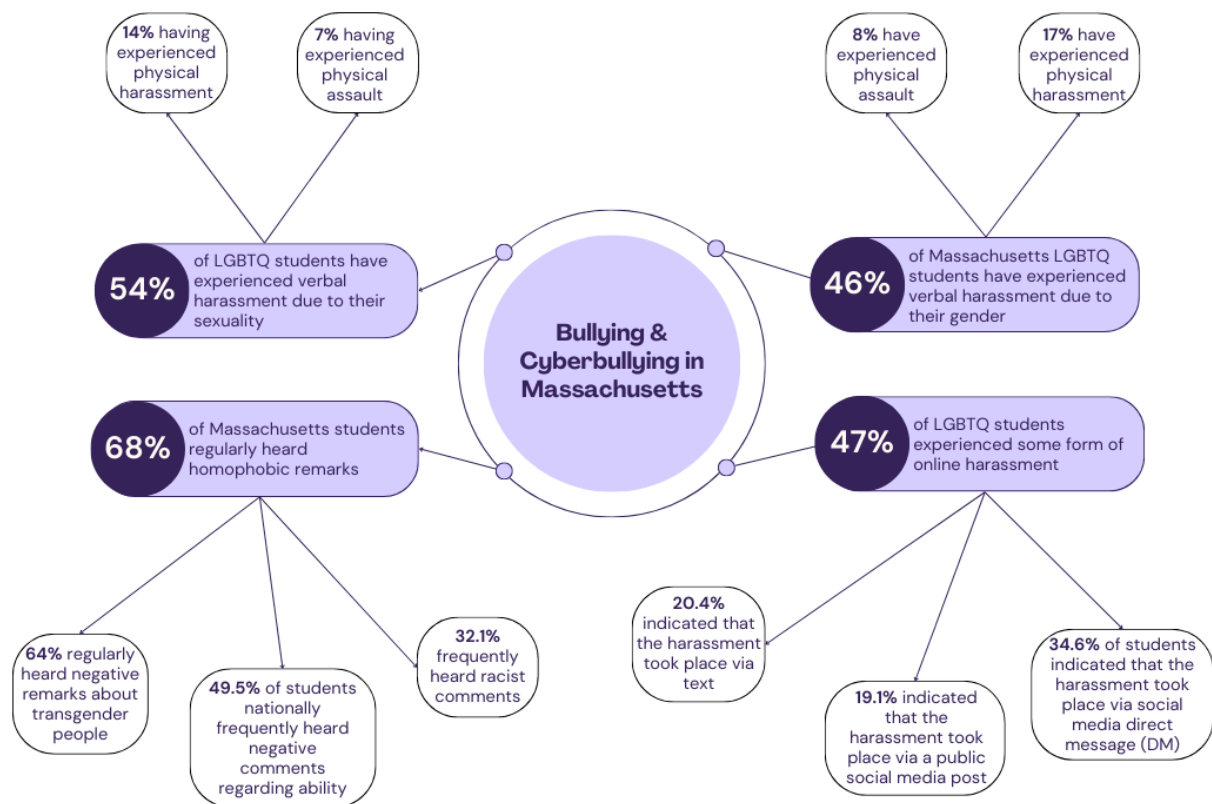 14% having
experienced
physical
harassment
7% having
experienced
physical
assault
8% have
experienced
physical
assault
17% have
experienced
physical
harassment
54%
of LGBTQ students have
experienced verbal
harassment due to their
sexuality
46%
of Massachusetts LGBTQ
students have experienced
verbal harassment due to
their gender
Bullying &
Cyberbullying in
Massachusetts
68%
of Massachusetts students
regularly heard
homophobic remarks
47%
of LGBTQ students
experienced some form of
online harassment
64% regularly
heard negative
remarks about
transgender
people
49.5% of students
nationally
frequently heard
negative
comments
regarding ability
32.1%
frequently
heard racist
comments
20.4%
indicated that
the harassment
took place via
text
19.1% indicated
that the
harassment took
place via a public
social media post
34.6% of students
indicated that the
harassment took
place via social
media direct
message (DM)